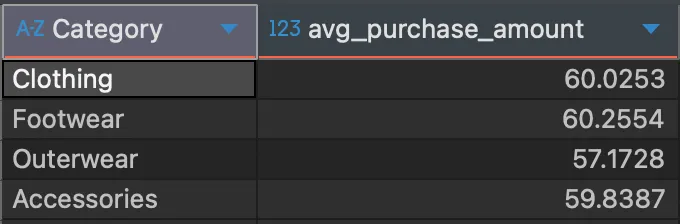 A-Z Category 123 avg_purchase_amount
Clothing 60.0253
Footwear 60.2554
Outerwear 57.1728
Accessories 59.8387